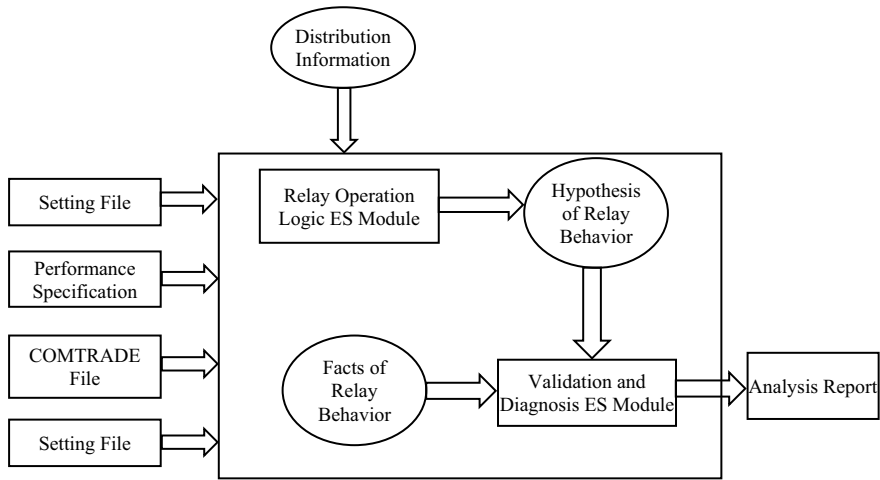 Distribution
Information
Setting File
Relay Operation
Logic ES Module
Hypothesis
of Relay
Behavior
Performance
Specification
COMTRADE
File
Facts of
Relay
Behavior
Validation and
Diagnosis ES Module
Analysis Report
Setting File